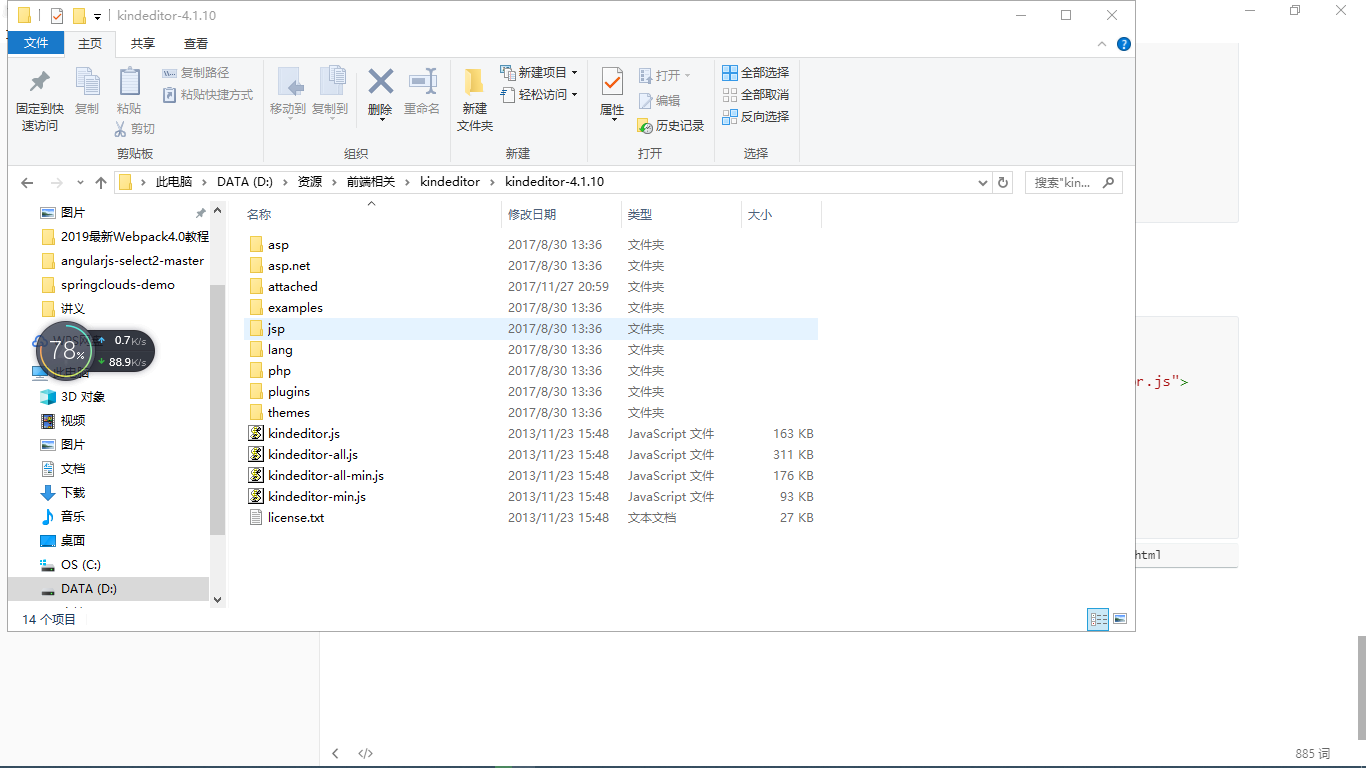 kindeditor-4.1.10
文件 主页 共享 查看
固定到快速访问
复制
粘贴
复制路径
粘贴快捷方式
剪切
移动到 复制到
删除 重命名
新建
文件夹
新建项目
轻松访问
属性
打开
编辑
历史记录
全部选择
全部取消
反向选择
剪贴板 组织 新建 打开 选择
此电脑 › DATA (D:) › 资源 › 前端相关 › kindeditor › kindeditor-4.1.10
搜索"kin...
图片
2019最新Webpack4.0教程
angularjs-select2-master
springclouds-demo
讲义
78%
0.7K/s
88.9K/s
3D 对象
视频
图片
文档
下载
音乐
桌面
OS (C:)
DATA (D:)
名称 修改日期 类型 大小
asp 2017/8/30 13:36 文件夹
asp.net 2017/8/30 13:36 文件夹
attached 2017/11/27 20:59 文件夹
examples 2017/8/30 13:36 文件夹
jsp 2017/8/30 13:36 文件夹
lang 2017/8/30 13:36 文件夹
php 2017/8/30 13:36 文件夹
plugins 2017/8/30 13:36 文件夹
themes 2017/8/30 13:36 文件夹
kindeditor.js 2013/11/23 15:48 JavaScript 文件 163 KB
kindeditor-all.js 2013/11/23 15:48 JavaScript 文件 311 KB
kindeditor-all-min.js 2013/11/23 15:48 JavaScript 文件 176 KB
kindeditor-min.js 2013/11/23 15:48 JavaScript 文件 93 KB
license.txt 2013/11/23 15:48 文本文档 27 KB
14 个项目
or.js">
html
885 词